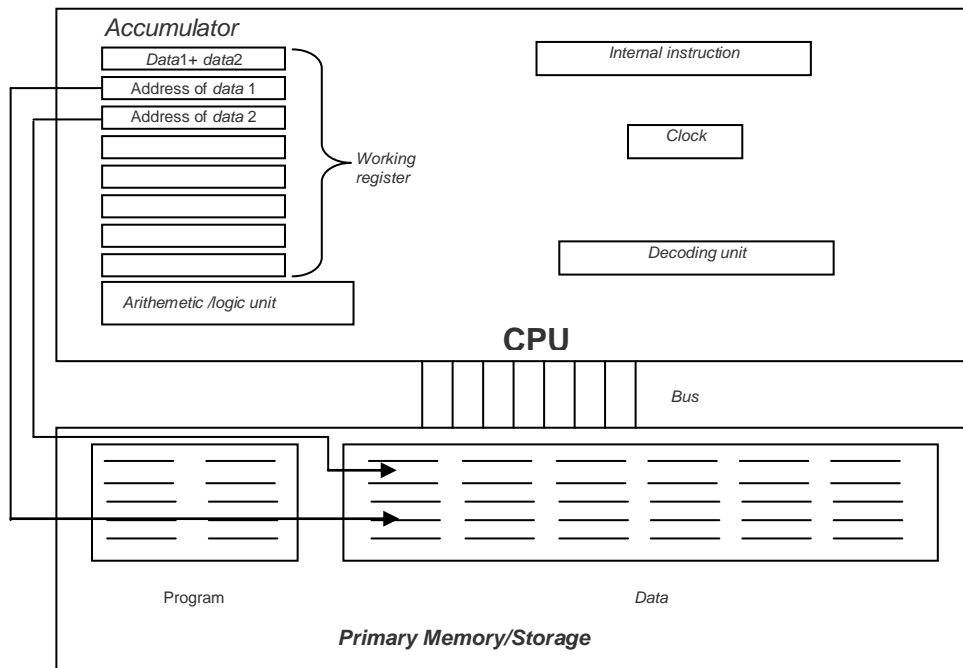 Accumulator
Data1+ data2
Address of data 1
Address of data 2
Working
register
Arithemetic /logic unit
Internal instruction
Clock
Decoding unit
CPU
Bus
Program
Data
Primary Memory/Storage